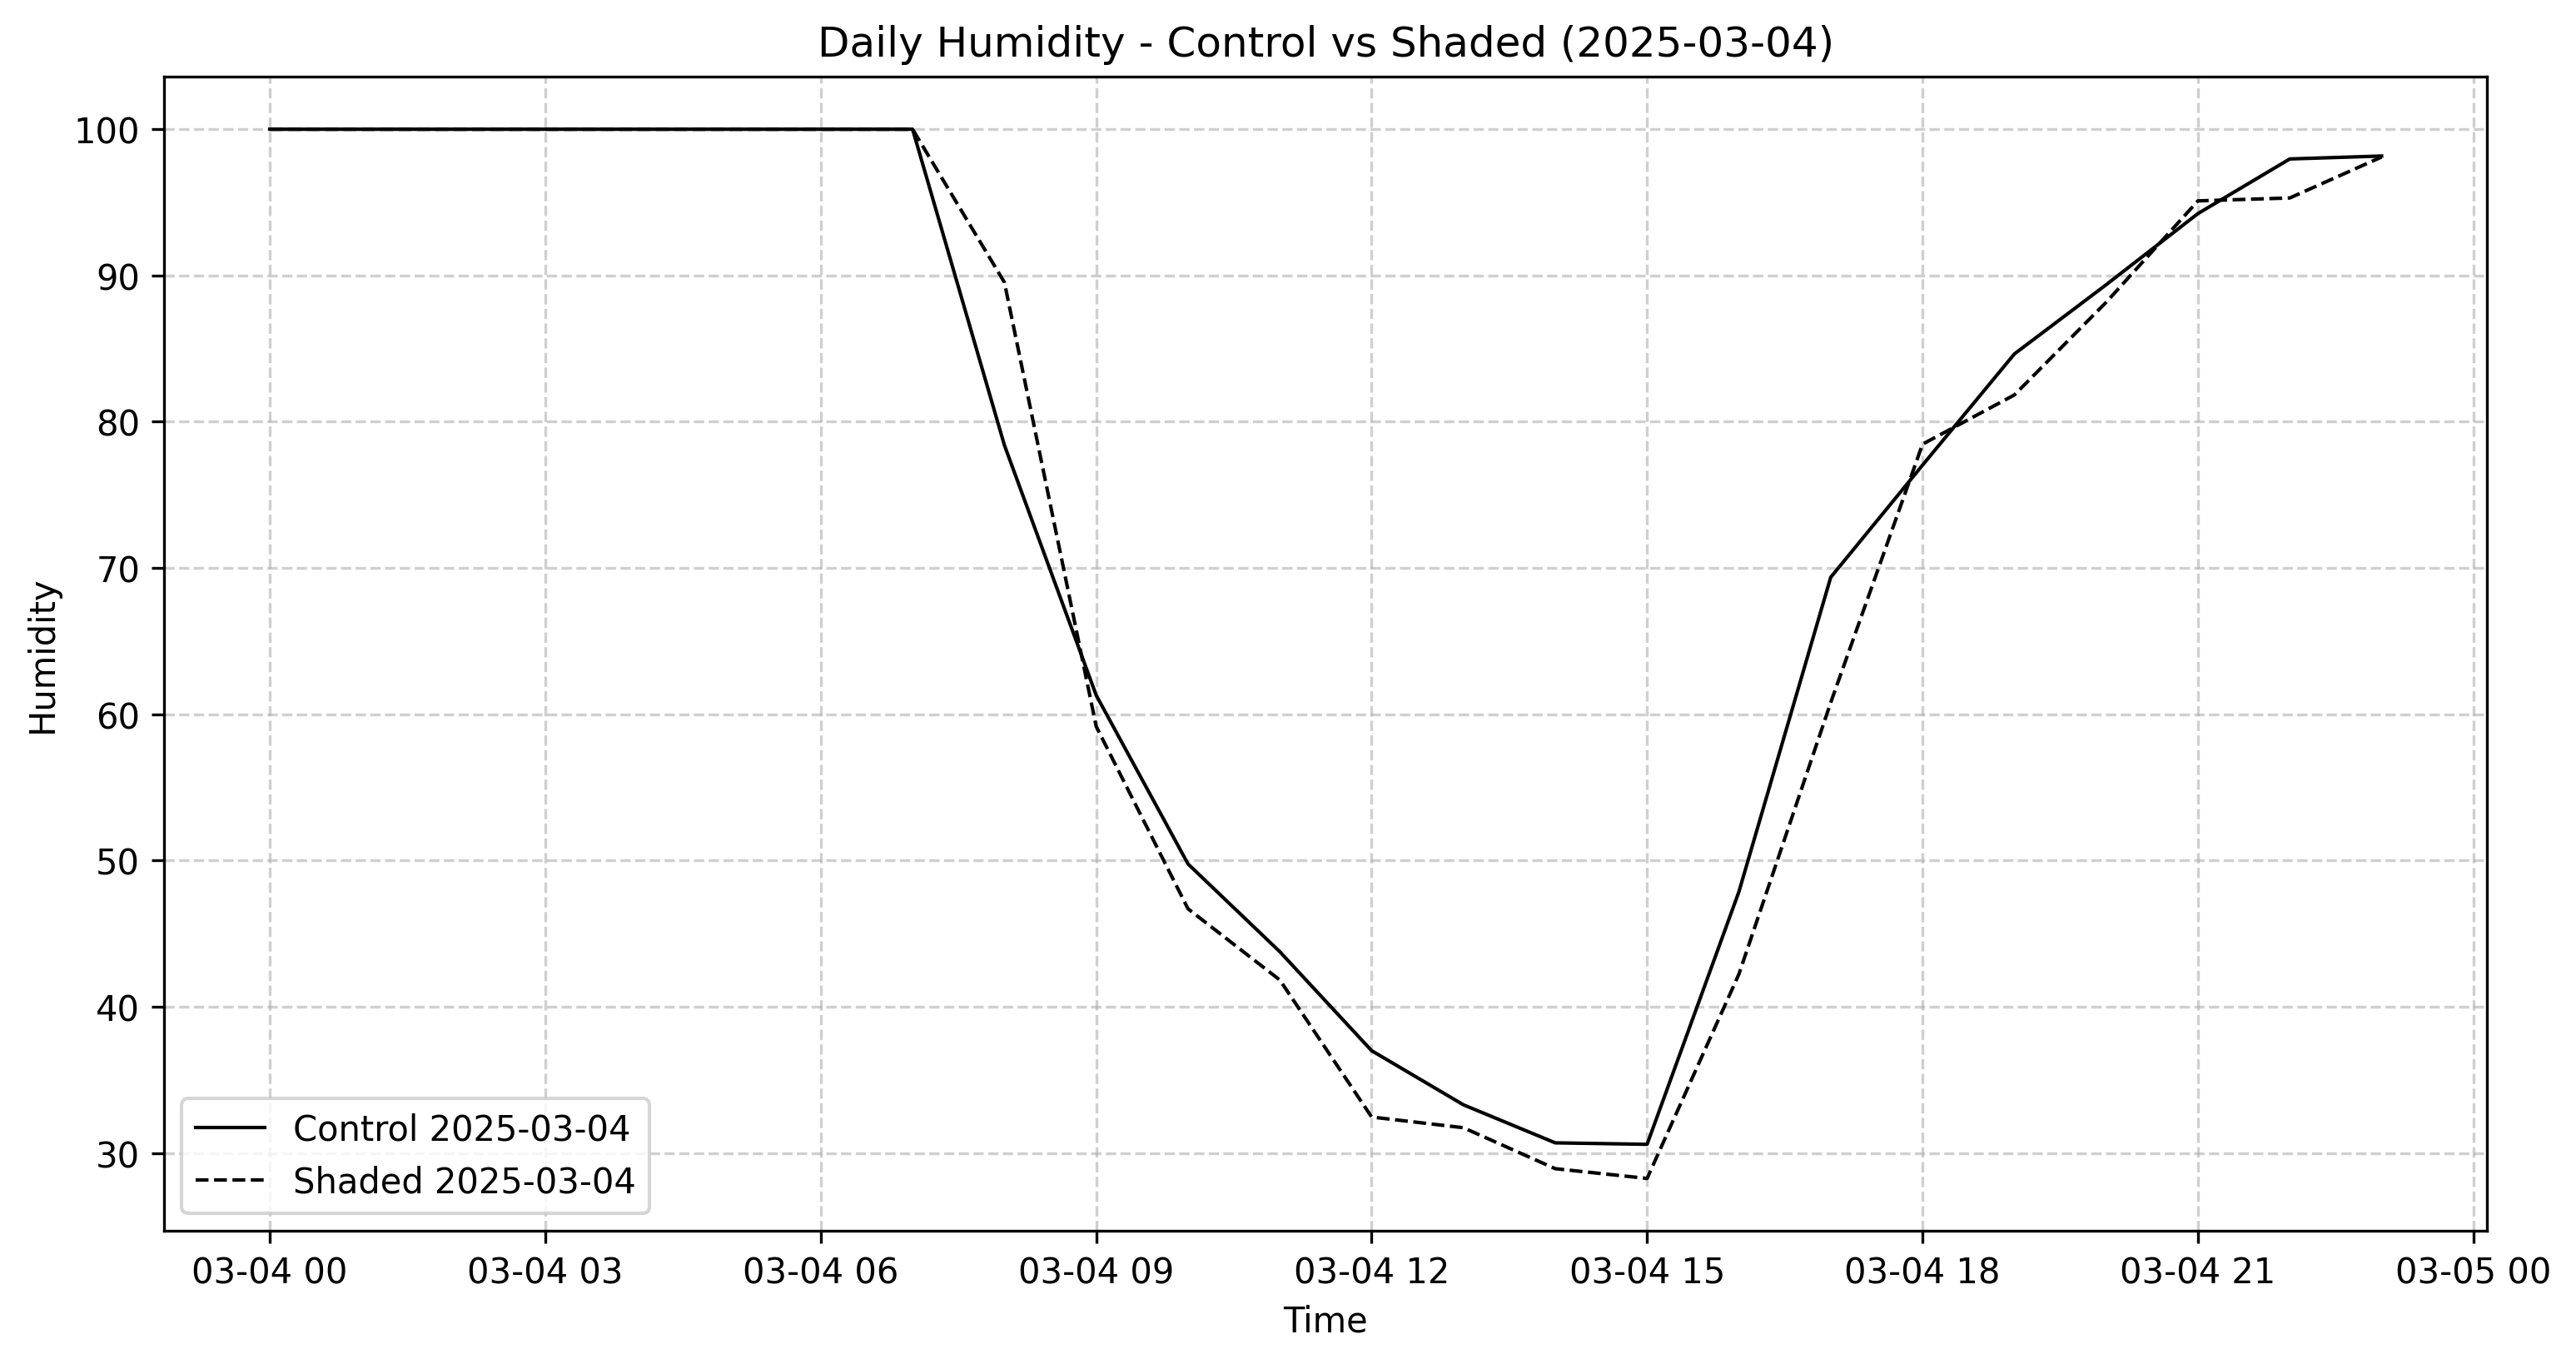 Daily Humidity - Control vs Shaded (2025-03-04)
100
90
80
70
60
50
40
30
Humidity
Control 2025-03-04
Shaded 2025-03-04
03-04 00 03-04 03 03-04 06 03-04 09 03-04 12 03-04 15 03-04 18 03-04 21 03-05 00
Time